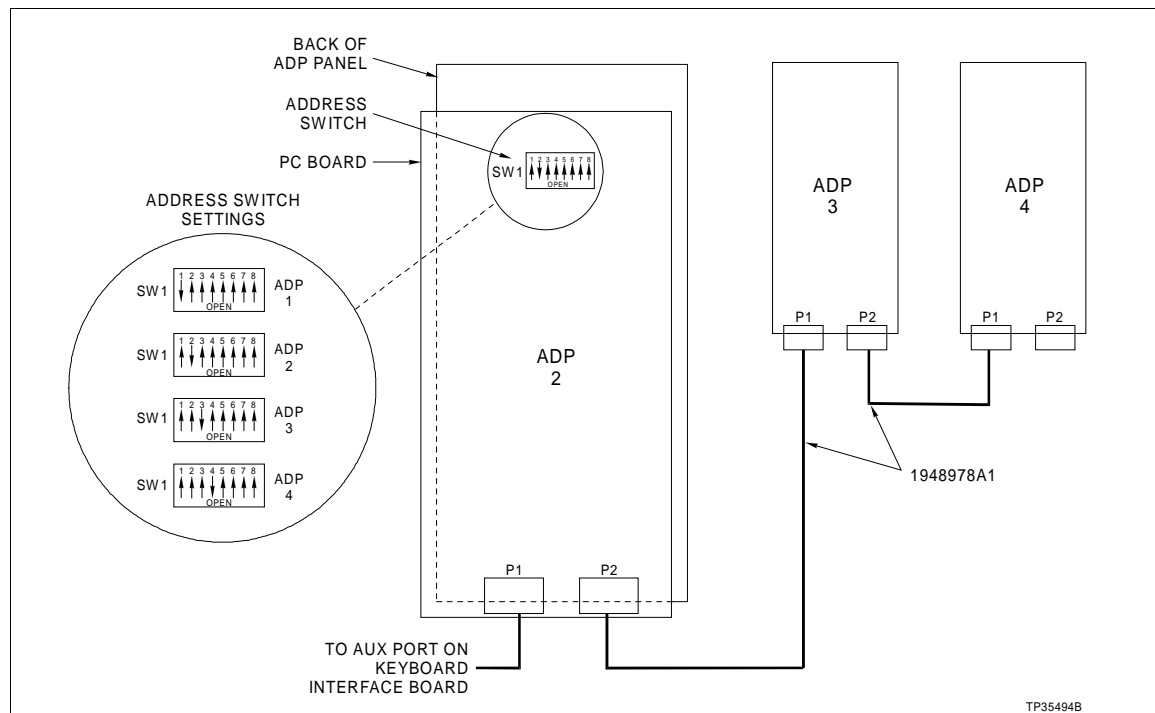 BACK OF
ADP PANEL
ADDRESS
SWITCH
PC BOARD
SW1
1 2 3 4 5 6 7 8
OPEN
ADDRESS SWITCH
SETTINGS
SW1
1 2 3 4 5 6 7 8
OPEN
ADP
1
SW1
1 2 3 4 5 6 7 8
OPEN
ADP
2
SW1
1 2 3 4 5 6 7 8
OPEN
ADP
3
SW1
1 2 3 4 5 6 7 8
OPEN
ADP
4
ADP
2
P1
P2
TO AUX PORT ON
KEYBOARD
INTERFACE BOARD
ADP
3
P1
P2
ADP
4
P1
P2
1948978A1
TP35494B